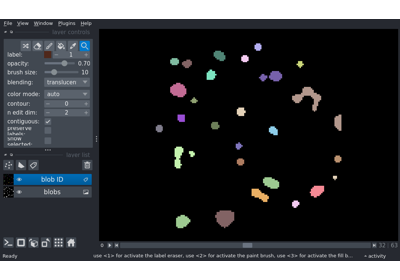 File View Window Plugins Help
layer controls
label: 1
opacity: 0.70
brush size: 10
blending: translucen
color mode: auto
contour: 0
n edit dim: 2
contiguous:
preserve labels:
show selected:
layer list
blob ID
blobs
32 63
Ready use <1> for activate the label eraser, use <2> for activate the paint brush, use <3> for activate the fill b... activity